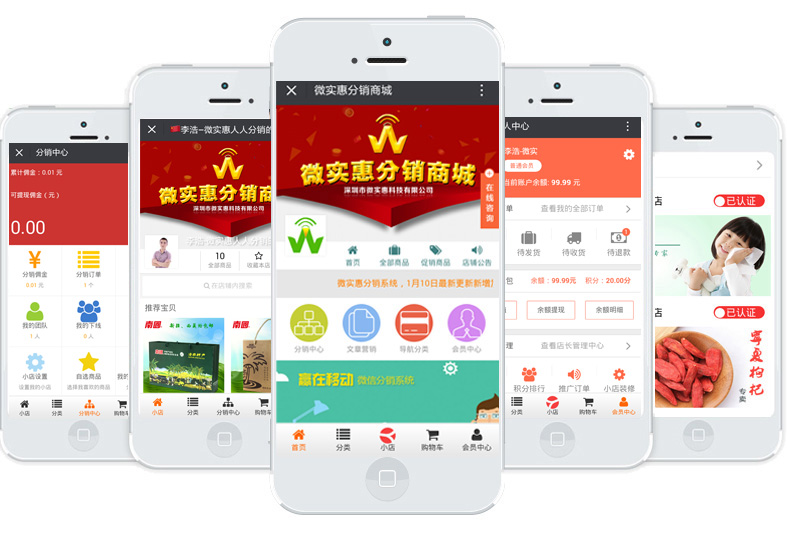 分销中心
累计佣金：0.01 元
可提现佣金（元）
0.00
分销佣金
0.01 元
分销订单
1 个
我的团队
1 人
我的下线
0 人
小店设置
设置我的小店
自选商品
选择我喜欢的商品
我的
小店
分类
分销中心
购物车
李浩-微实惠人人分销的
微实惠分销商城
深圳市微实惠科技有限公司
李浩-微实惠人人分销
10
全部商品
收藏本店
在店铺内搜索
推荐宝贝
南疆
南疆
小店
分类
分销中心
购物车
微实惠分销商城
微实惠分销商城
深圳市微实惠科技有限公司
在线咨询
首页
全部商品
促销商品
店铺公告
微实惠分销系统，1月10日最新更新新增
分销中心
文章营销
导航分类
会员中心
赢在移动 微信分销系统
首页
分类
小店
购物车
会员中心
人中心
李浩-微实
普通会员
当前账户余额：99.99 元
单
查看我的全部订单
待发货
待收货
待退款
1
包
余额：99.99元
积分：20.00分
余额提现
余额明细
理
查看店长管理中心
积分排行
推广订单
小店装修
分类
小店
购物车
会员中心
店
已认证
专家
店
已认证
宁夏枸杞
专卖